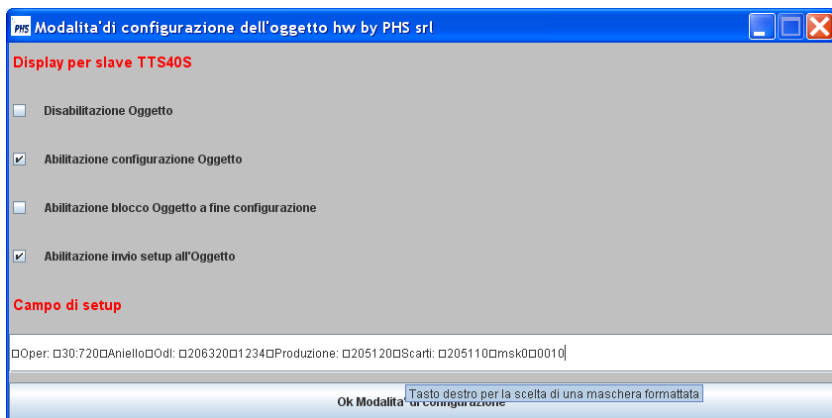 PHS Modalita'di configurazione dell'oggetto hw by PHS srl
Display per slave TTS40S
Disabilitazione Oggetto
Abilitazione configurazione Oggetto
Abilitazione blocco Oggetto a fine configurazione
Abilitazione invio setup all'Oggetto
Campo di setup
□Oper: □30:720□Aniello□Odl: □206320□1234□Produzione: □205120□Scarti: □205110□msk0□0010
Tasto destro per la scelta di una maschera formattata
Ok Modalita' di configurazione